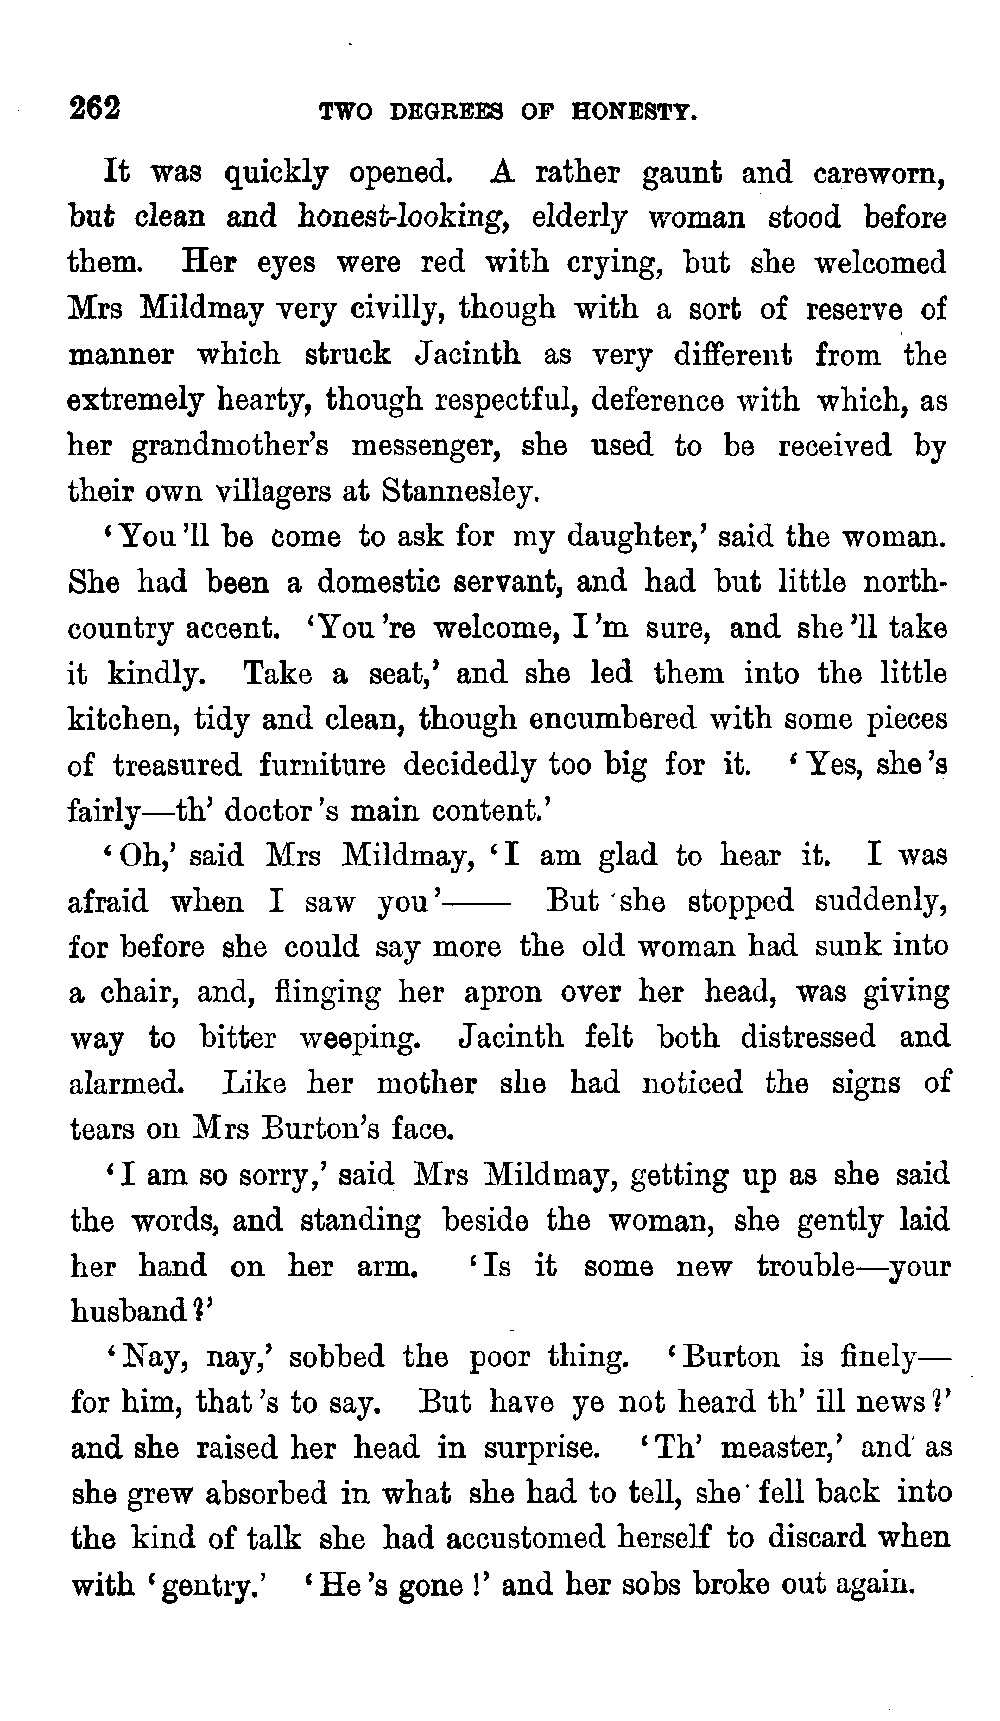 262 TWO DEGREES OF HONESTY.
It was quickly opened. A rather gaunt and careworn,
but clean and honest-looking, elderly woman stood before
them. Her eyes were red with crying, but she welcomed
Mrs Mildmay very civilly, though with a sort of reserve of
manner which struck Jacinth as very different from the
extremely hearty, though respectful, deference with which, as
her grandmother's messenger, she used to be received by
their own villagers at Stannesley.
‘You 'll be come to ask for my daughter,’ said the woman.
She had been a domestic servant, and had but little north-
country accent. ‘You 're welcome, I 'm sure, and she 'll take
it kindly. Take a seat,’ and she led them into the little
kitchen, tidy and clean, though encumbered with some pieces
of treasured furniture decidedly too big for it. ‘Yes, she 's
fairly—th' doctor 's main content.’
‘Oh,’ said Mrs Mildmay, ‘I am glad to hear it. I was
afraid when I saw you’—— But she stopped suddenly,
for before she could say more the old woman had sunk into
a chair, and, flinging her apron over her head, was giving
way to bitter weeping. Jacinth felt both distressed and
alarmed. Like her mother she had noticed the signs of
tears on Mrs Burton's face.
‘I am so sorry,’ said Mrs Mildmay, getting up as she said
the words, and standing beside the woman, she gently laid
her hand on her arm. ‘Is it some new trouble—your
husband?’
‘Nay, nay,’ sobbed the poor thing. ‘Burton is finely—
for him, that 's to say. But have ye not heard th' ill news?’
and she raised her head in surprise. ‘Th' measter,’ and as
she grew absorbed in what she had to tell, she fell back into
the kind of talk she had accustomed herself to discard when
with ‘gentry.’ ‘He 's gone!’ and her sobs broke out again.